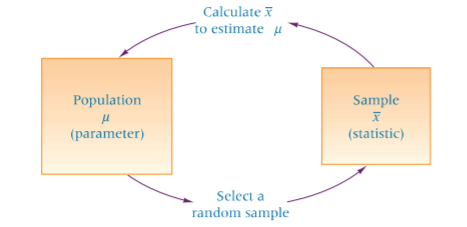 Calculate x̅
to estimate μ
Population
μ
(parameter)
Sample
x̅
(statistic)
Select a
random sample